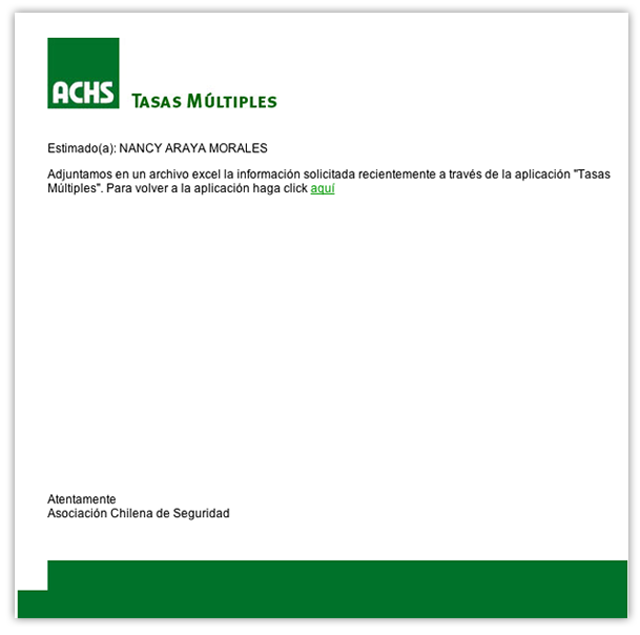 ACHS
TASAS MÚLTIPLES
Estimado(a): NANCY ARAYA MORALES
Adjuntamos en un archivo excel la información solicitada recientemente a través de la aplicación "Tasas
Múltiples". Para volver a la aplicación haga click aquí
Atentamente
Asociación Chilena de Seguridad